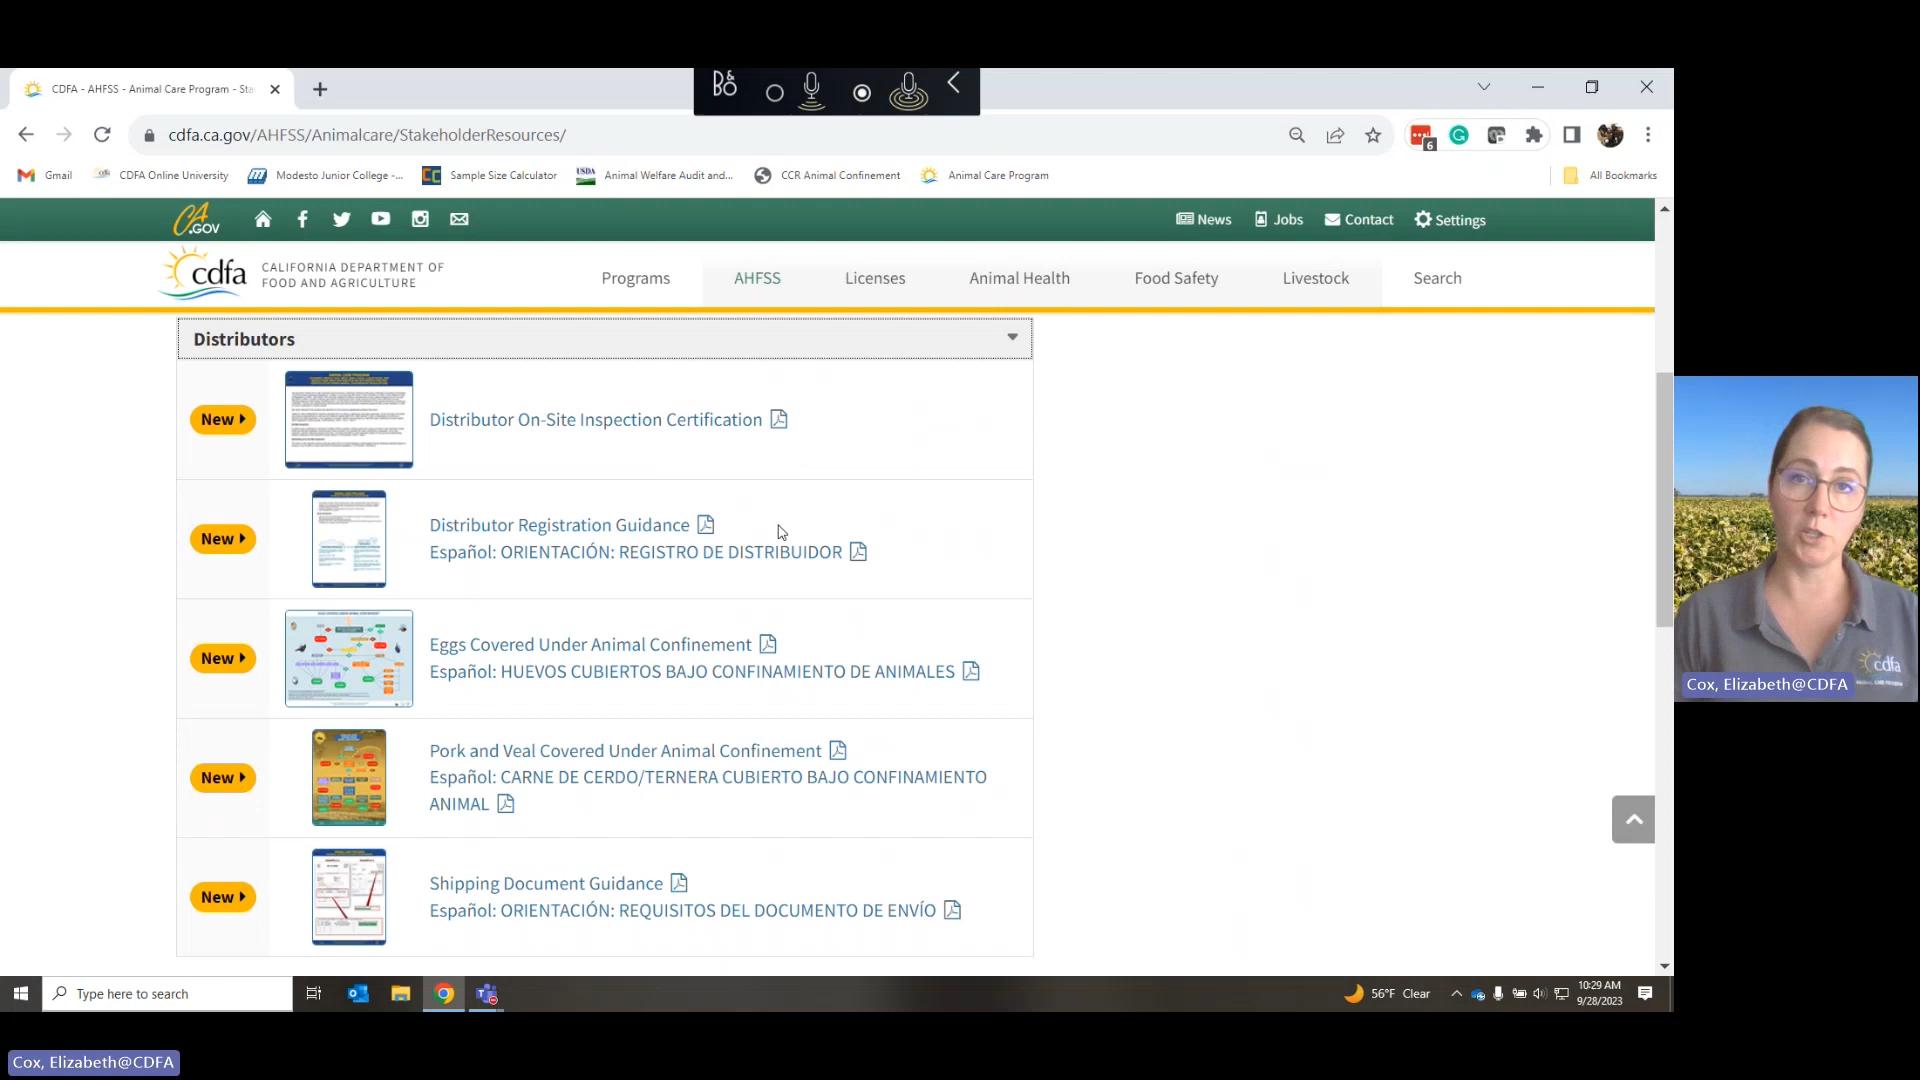 B&O
CDFA - AHFSS - Animal Care Program - Sta
cdfa.ca.gov/AHFSS/Animalcare/StakeholderResources/
6
Gmail
CDFA Online University
Modesto Junior College -...
Sample Size Calculator
USDA
Animal Welfare Audit and...
CCR Animal Confinement
Animal Care Program
All Bookmarks
CA.GOV
News
Jobs
Contact
Settings
cdfa
CALIFORNIA DEPARTMENT OF
FOOD AND AGRICULTURE
Programs
AHFSS
Licenses
Animal Health
Food Safety
Livestock
Search
Distributors
New
Distributor On-Site Inspection Certification
New
Distributor Registration Guidance
Español: ORIENTACIÓN: REGISTRO DE DISTRIBUIDOR
New
Eggs Covered Under Animal Confinement
Español: HUEVOS CUBIERTOS BAJO CONFINAMIENTO DE ANIMALES
New
Pork and Veal Covered Under Animal Confinement
Español: CARNE DE CERDO/TERNERA CUBIERTO BAJO CONFINAMIENTO
ANIMAL
New
Shipping Document Guidance
Español: ORIENTACIÓN: REQUISITOS DEL DOCUMENTO DE ENVÍO
cdfa
Cox, Elizabeth@CDFA
Type here to search
56°F Clear
10:29 AM
9/28/2023
Cox, Elizabeth@CDFA